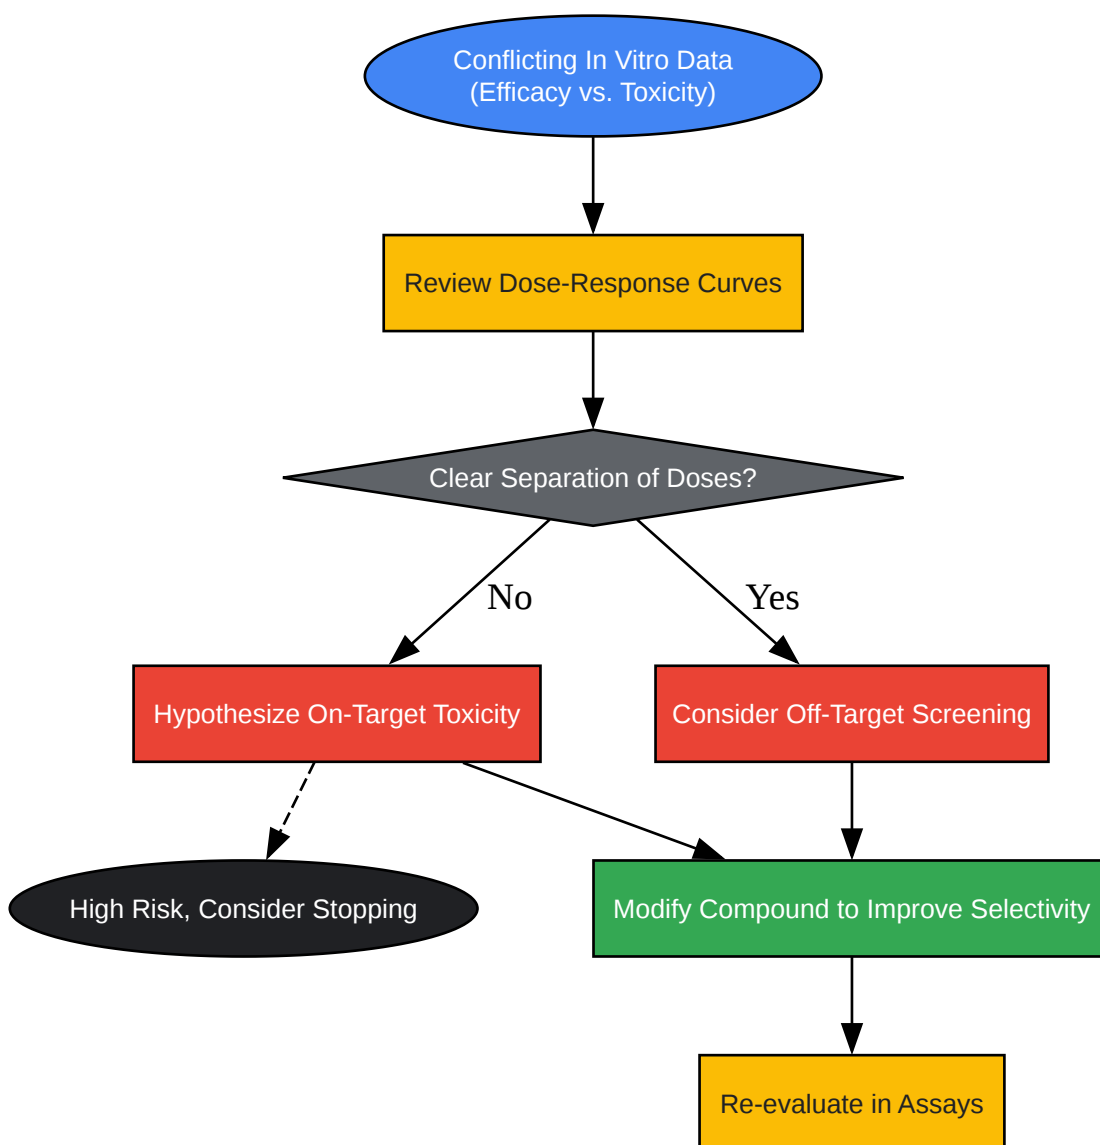 Conflicting In Vitro Data
(Efficacy vs. Toxicity)
Review Dose-Response Curves
Clear Separation of Doses?
No
Yes
Hypothesize On-Target Toxicity
Consider Off-Target Screening
High Risk, Consider Stopping
Modify Compound to Improve Selectivity
Re-evaluate in Assays